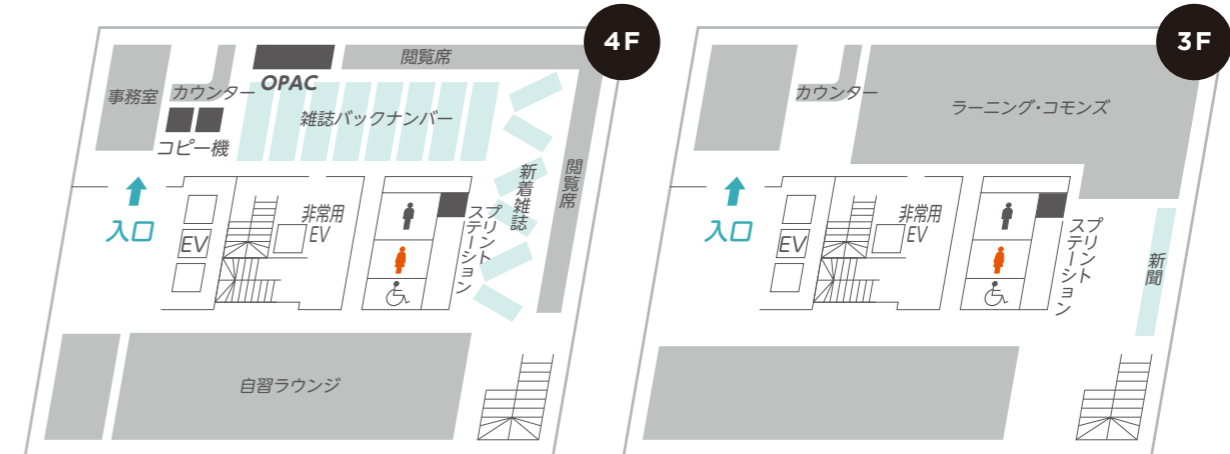 4F
閲覧席
OPAC
事務室
カウンター
雑誌バックナンバー
コピー機
新着雑誌
閲覧席
入口
EV
非常用
EV
プリント
ステーション
自習ラウンジ
3F
カウンター
ラーニング・コモンズ
入口
EV
非常用
EV
プリント
ステーション
新聞